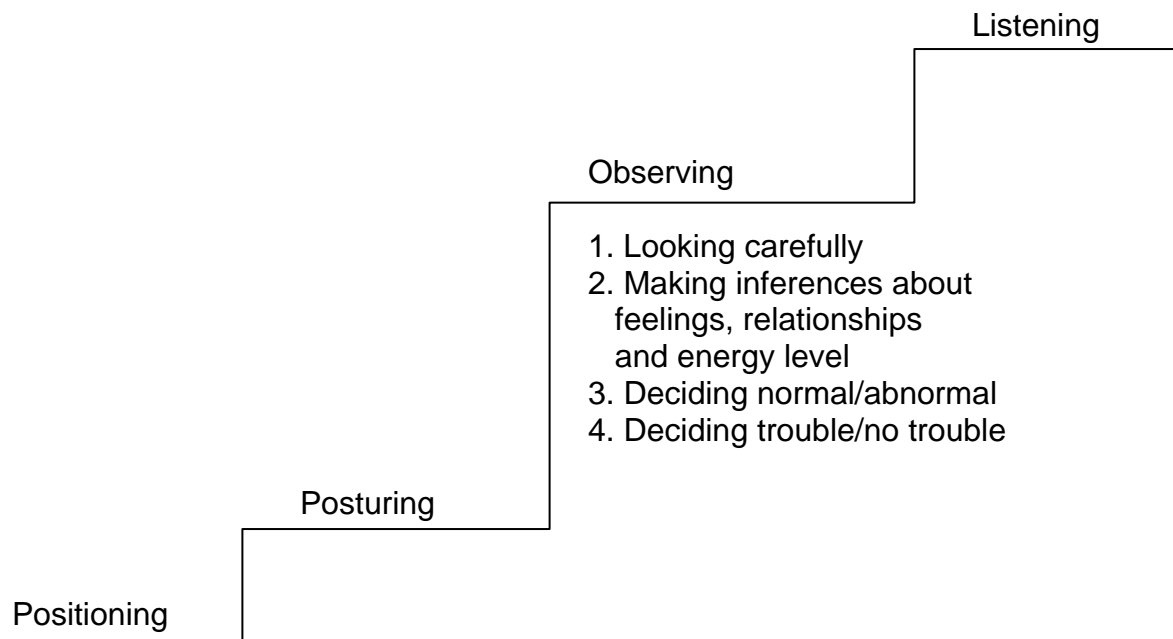 Listening
Observing
1. Looking carefully
2. Making inferences about
feelings, relationships
and energy level
3. Deciding normal/abnormal
4. Deciding trouble/no trouble
Posturing
Positioning